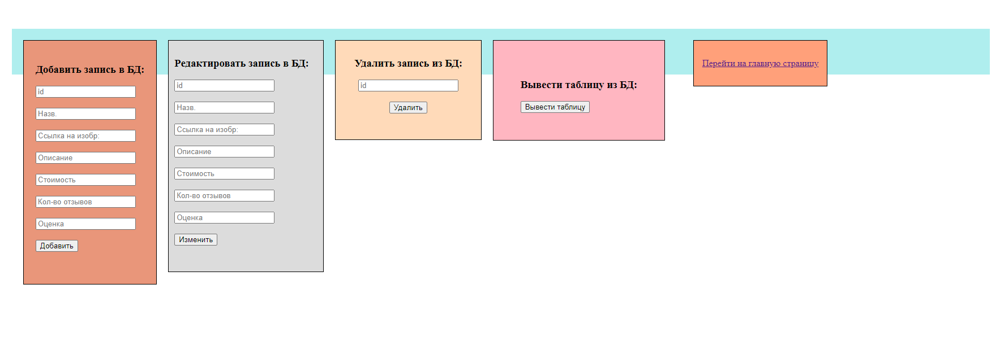 Добавить запись в БД:
id
Назв.
Ссылка на изобр:
Описание
Стоимость
Кол-во отзывов
Оценка
Добавить
Редактировать запись в БД:
id
Назв.
Ссылка на изобр:
Описание
Стоимость
Кол-во отзывов
Оценка
Изменить
Удалить запись из БД:
id
Удалить
Вывести таблицу из БД:
Вывести таблицу
Перейти на главную страницу